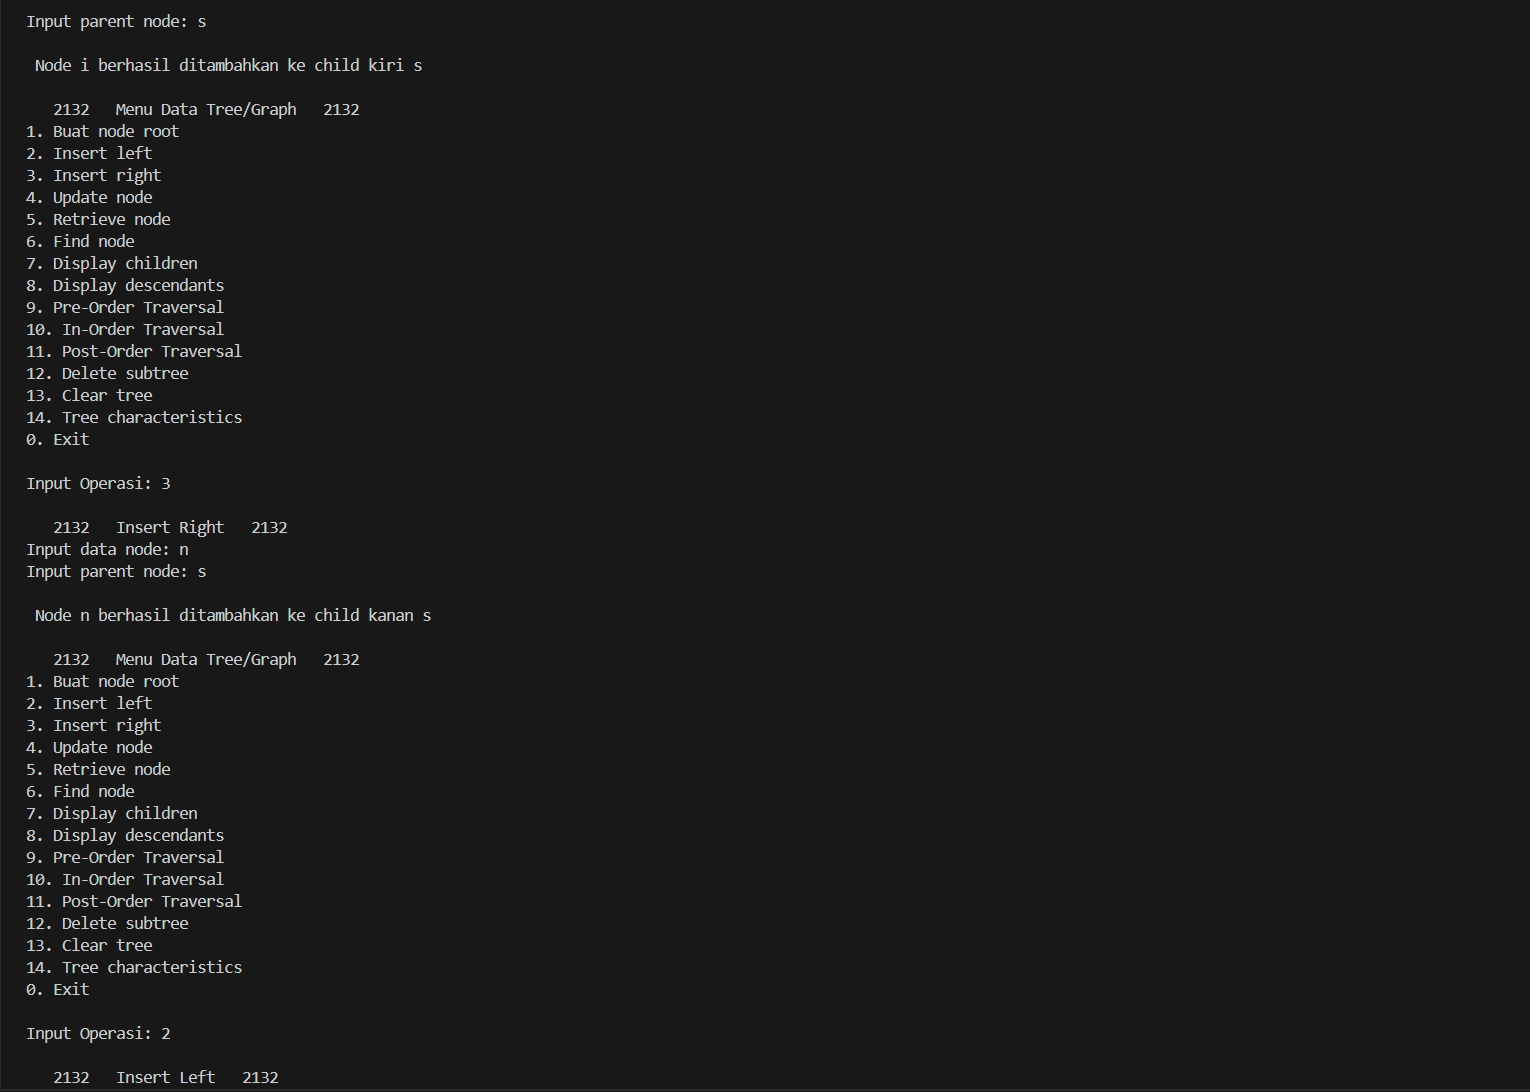 Input parent node: s
Node i berhasil ditambahkan ke child kiri s
2132 Menu Data Tree/Graph 2132
1. Buat node root
2. Insert left
3. Insert right
4. Update node
5. Retrieve node
6. Find node
7. Display children
8. Display descendants
9. Pre-Order Traversal
10. In-Order Traversal
11. Post-Order Traversal
12. Delete subtree
13. Clear tree
14. Tree characteristics
0. Exit
Input Operasi: 3
2132 Insert Right 2132
Input data node: n
Input parent node: s
Node n berhasil ditambahkan ke child kanan s
2132 Menu Data Tree/Graph 2132
1. Buat node root
2. Insert left
3. Insert right
4. Update node
5. Retrieve node
6. Find node
7. Display children
8. Display descendants
9. Pre-Order Traversal
10. In-Order Traversal
11. Post-Order Traversal
12. Delete subtree
13. Clear tree
14. Tree characteristics
0. Exit
Input Operasi: 2
2132 Insert Left 2132